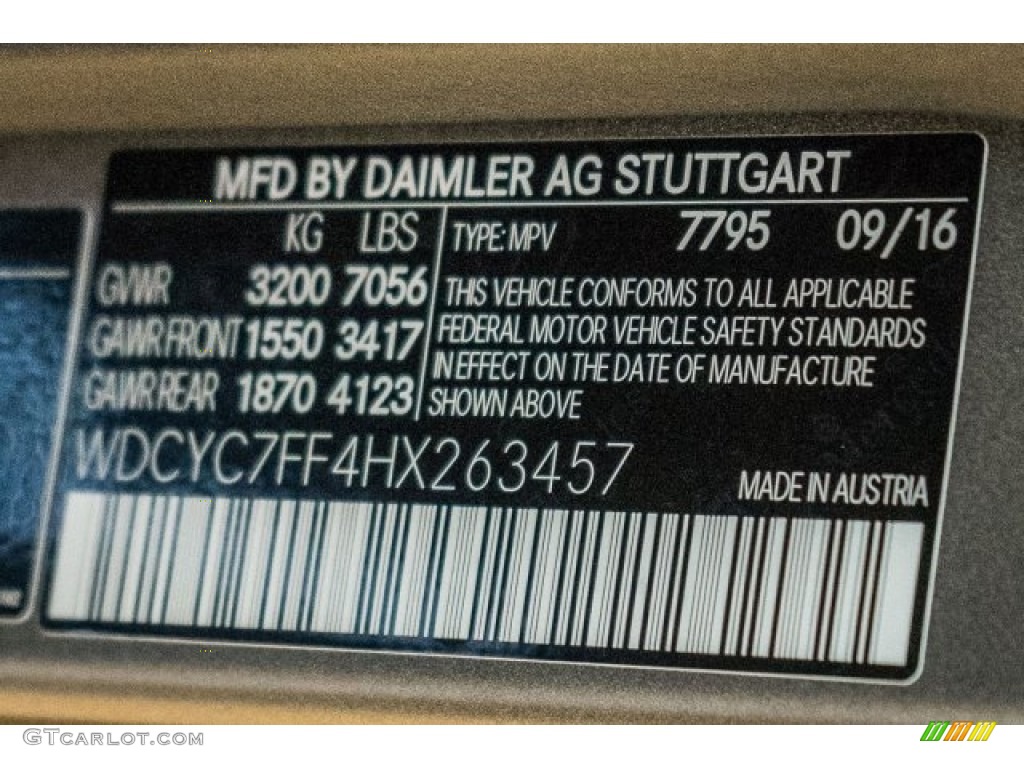 MFD BY DAIMLER AG STUTTGART
KG LBS
GVWR 3200 7056
GAWR FRONT 1550 3417
GAWR REAR 1870 4123
TYPE: MPV 7795 09/16
THIS VEHICLE CONFORMS TO ALL APPLICABLE
FEDERAL MOTOR VEHICLE SAFETY STANDARDS
IN EFFECT ON THE DATE OF MANUFACTURE
SHOWN ABOVE
WDCYC7FF4HX263457
MADE IN AUSTRIA
GTCARLOT.COM